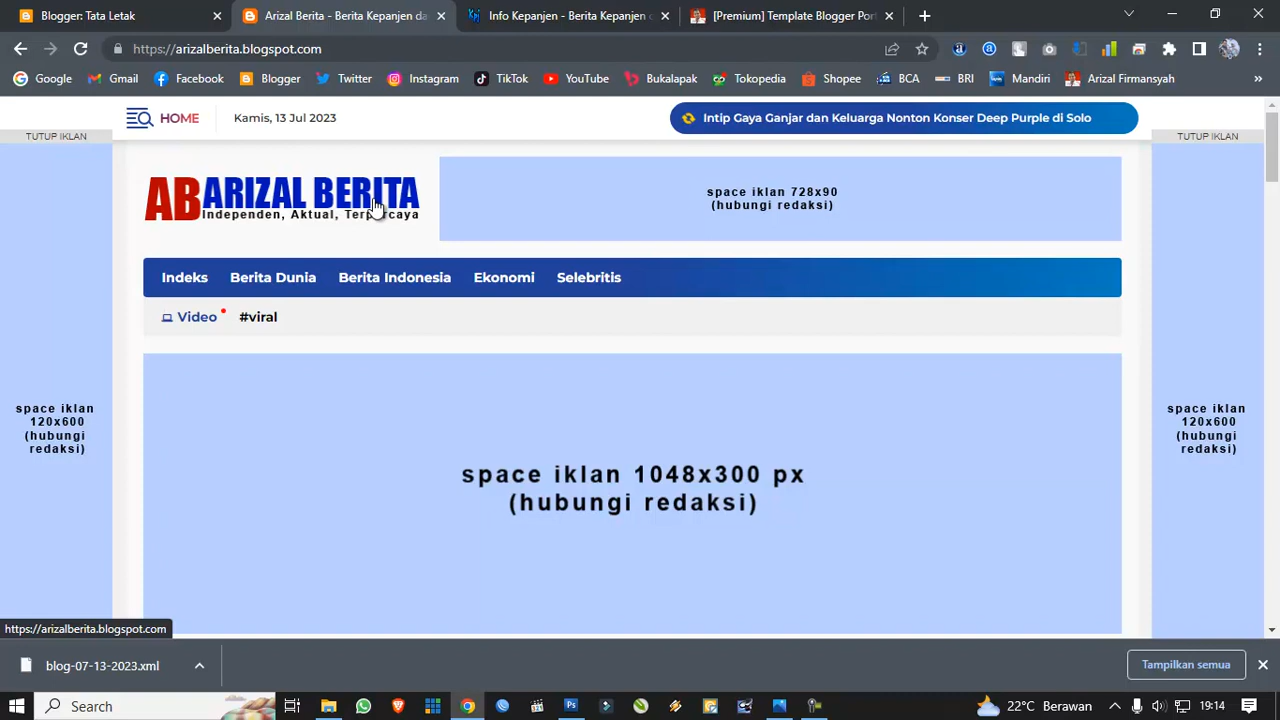 Blogger: Tata Letak
Arizal Berita - Berita Kepanjen da
Info Kepanjen - Berita Kepanjen d
[Premium] Template Blogger Port
https://arizalberita.blogspot.com
Google
Gmail
Facebook
Blogger
Twitter
Instagram
TikTok
YouTube
Bukalapak
Tokopedia
Shopee
BCA
BRI
Mandiri
Arizal Firmansyah
HOME
Kamis, 13 Jul 2023
Intip Gaya Ganjar dan Keluarga Nonton Konser Deep Purple di Solo
TUTUP IKLAN
TUTUP IKLAN
AB ARIZAL BERITA
Independen, Aktual, Terpercaya
space iklan 728x90
(hubungi redaksi)
Indeks
Berita Dunia
Berita Indonesia
Ekonomi
Selebritis
Video
#viral
space iklan
120x600
(hubungi
redaksi)
space iklan 1048x300 px
(hubungi redaksi)
space iklan
120x600
(hubungi
redaksi)
https://arizalberita.blogspot.com
blog-07-13-2023.xml
Tampilkan semua
Search
22°C Berawan
19:14